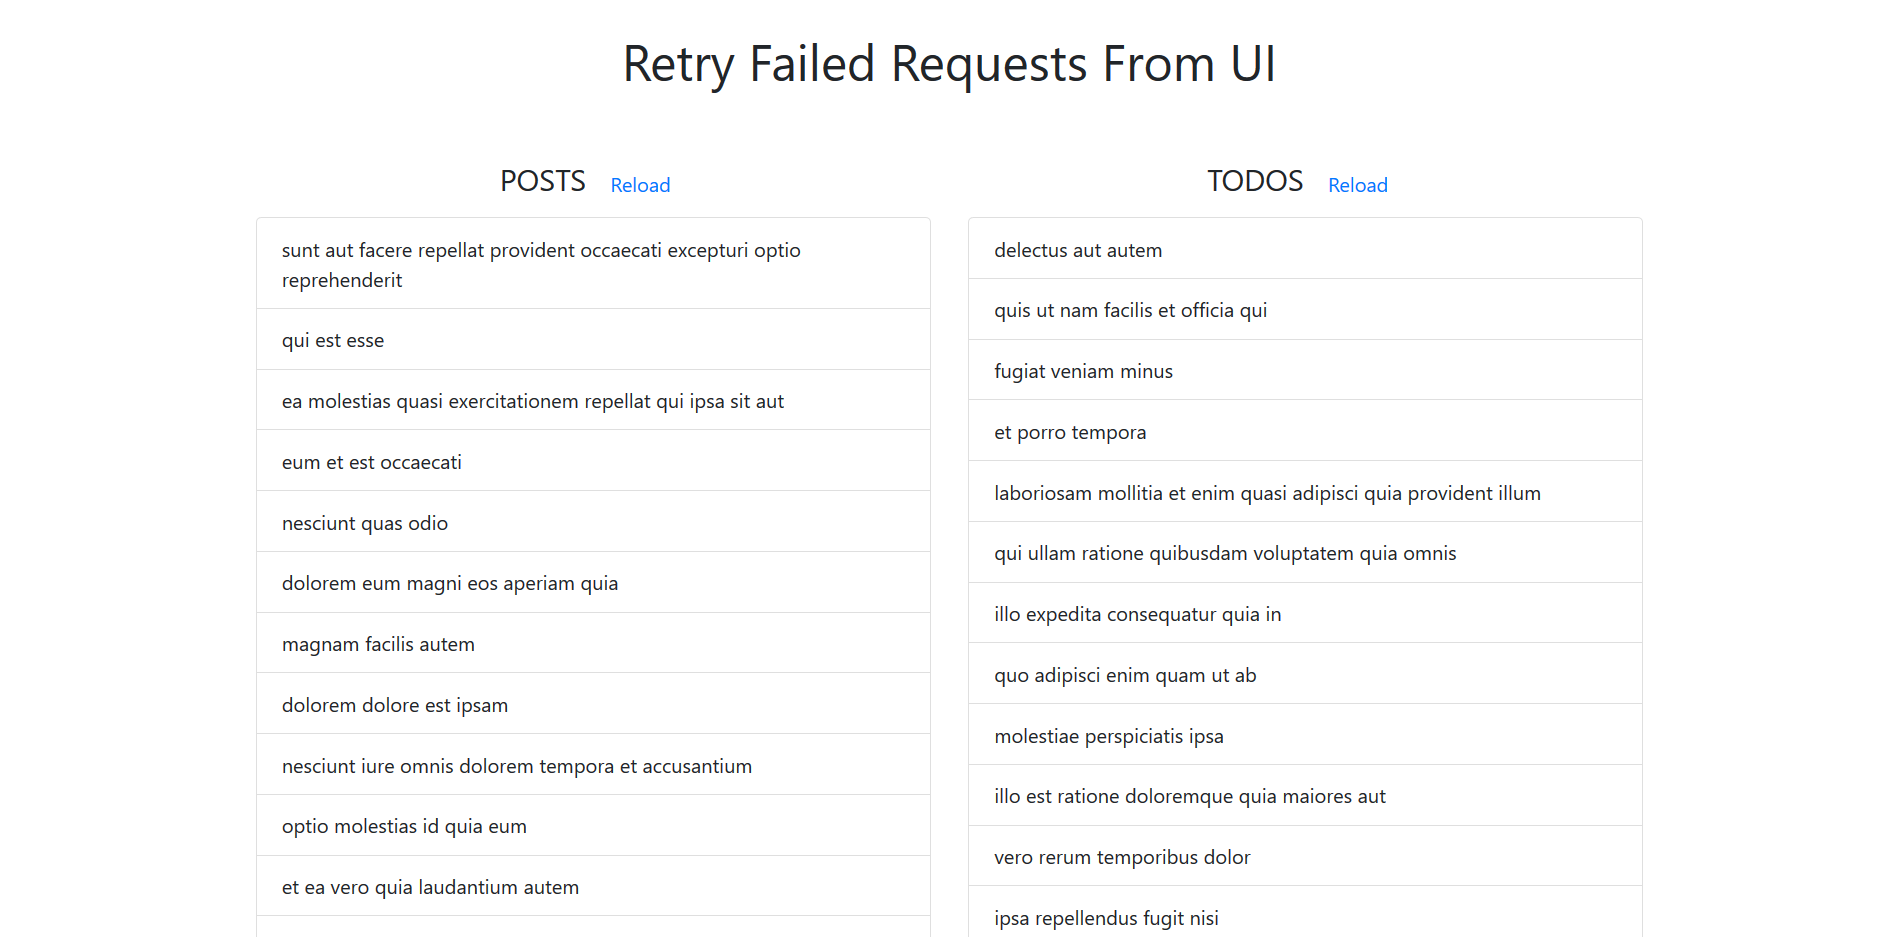 Retry Failed Requests From UI
POSTS Reload
sunt aut facere repellat provident occaecati excepturi optio
reprehenderit
qui est esse
ea molestias quasi exercitationem repellat qui ipsa sit aut
eum et est occaecati
nesciunt quas odio
dolorem eum magni eos aperiam quia
magnam facilis autem
dolorem dolore est ipsam
nesciunt iure omnis dolorem tempora et accusantium
optio molestias id quia eum
et ea vero quia laudantium autem
TODOS Reload
delectus aut autem
quis ut nam facilis et officia qui
fugiat veniam minus
et porro tempora
laboriosam mollitia et enim quasi adipisci quia provident illum
qui ullam ratione quibusdam voluptatem quia omnis
illo expedita consequatur quia in
quo adipisci enim quam ut ab
molestiae perspiciatis ipsa
illo est ratione doloremque quia maiores aut
vero rerum temporibus dolor
ipsa repellendus fugit nisi